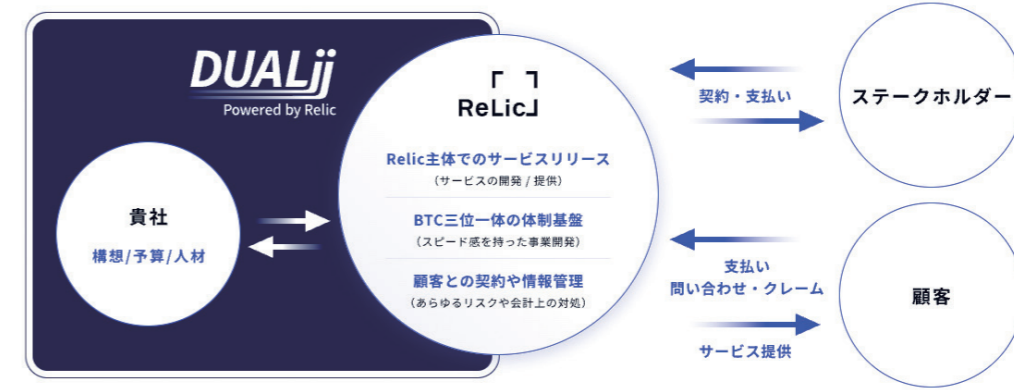 DUALjj
Powered by Relic
貴社
構想/予算/人材
ReLic
Relic主体でのサービスリリース
（サービスの開発 / 提供）
BTC三位一体の体制基盤
（スピード感を持った事業開発）
顧客との契約や情報管理
（あらゆるリスクや会計上の対処）
契約・支払い
ステークホルダー
支払い
問い合わせ・クレーム
サービス提供
顧客